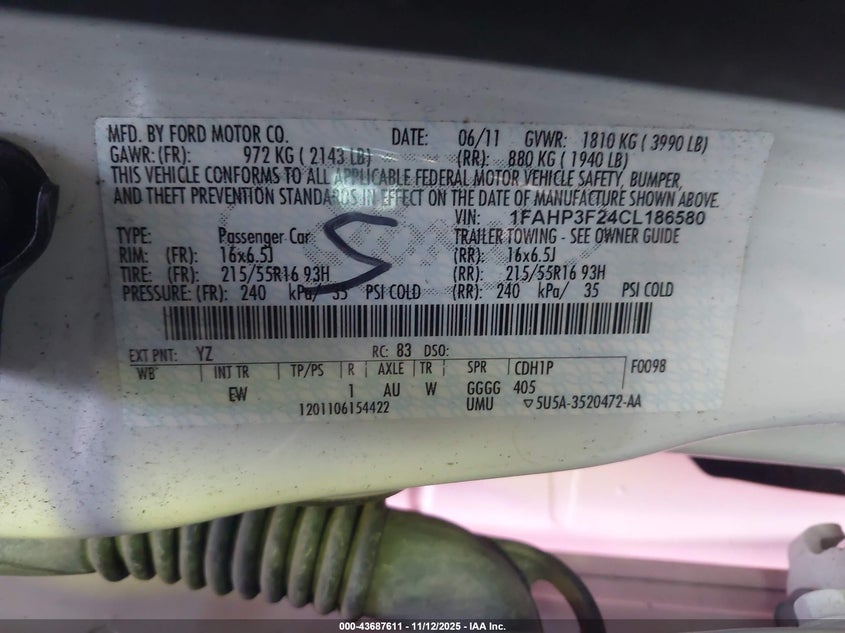 MFD. BY FORD MOTOR CO. DATE: 06/11 GVWR: 1810 KG ( 3990 LB)
GAWR:(FR): 972 KG ( 2143 LB) (RR): 880 KG ( 1940 LB)
THIS VEHICLE CONFORMS TO ALL APPLICABLE FEDERAL MOTOR VEHICLE SAFETY, BUMPER,
AND THEFT PREVENTION STANDARDS IN EFFECT ON THE DATE OF MANUFACTURE SHOWN ABOVE.
VIN: 1FAHP3F24CL186580
TYPE: Passenger Car TRAILER TOWING - SEE OWNER GUIDE
RIM: (FR): 16x6.5J (RR): 16x6.5J
TIRE: (FR): 215/55R16 93H (RR): 215/55R16 93H
PRESSURE: (FR): 240 kPa/ 35 PSI COLD (RR): 240 kPa/ 35 PSI COLD
5
EXT PNT: YZ RC: 83 DSO:
WB INT TR TP/PS R AXLE TR SPR CDH1P F0098
EW 1 AU W GGGG 405
1201106154422 UMU ▽5U5A-3520472-AA
000-43687611 - 11/12/2025 - IAA Inc.